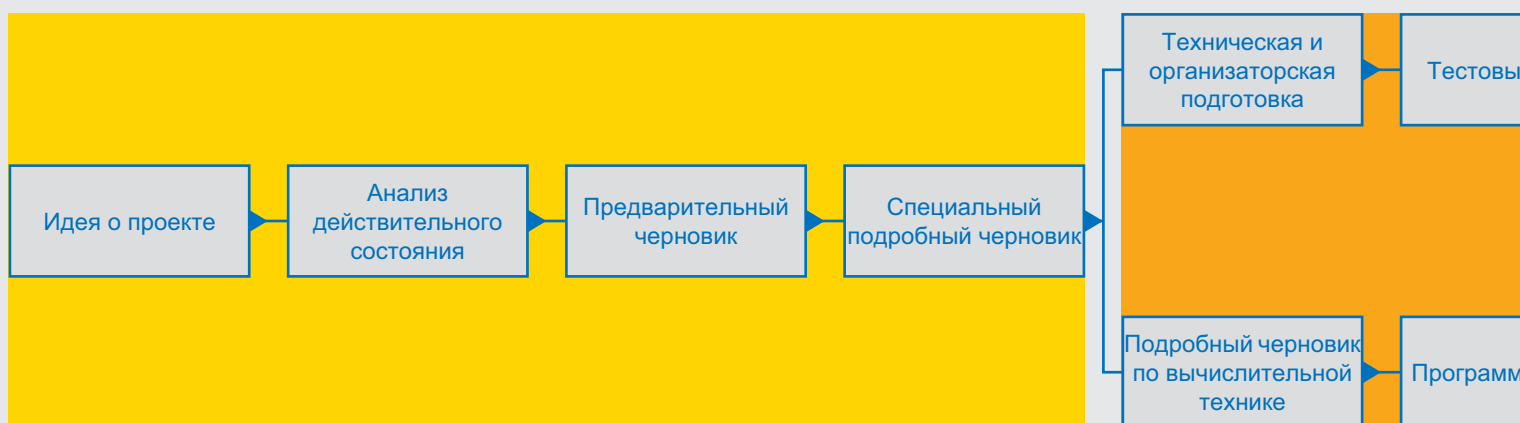 Идея о проекте
Анализ
действительного
состояния
Предварительный
черновик
Специальный
подробный черновик
Техническая и
организаторская
подготовка
Подробный черновик
по вычислительной
технике